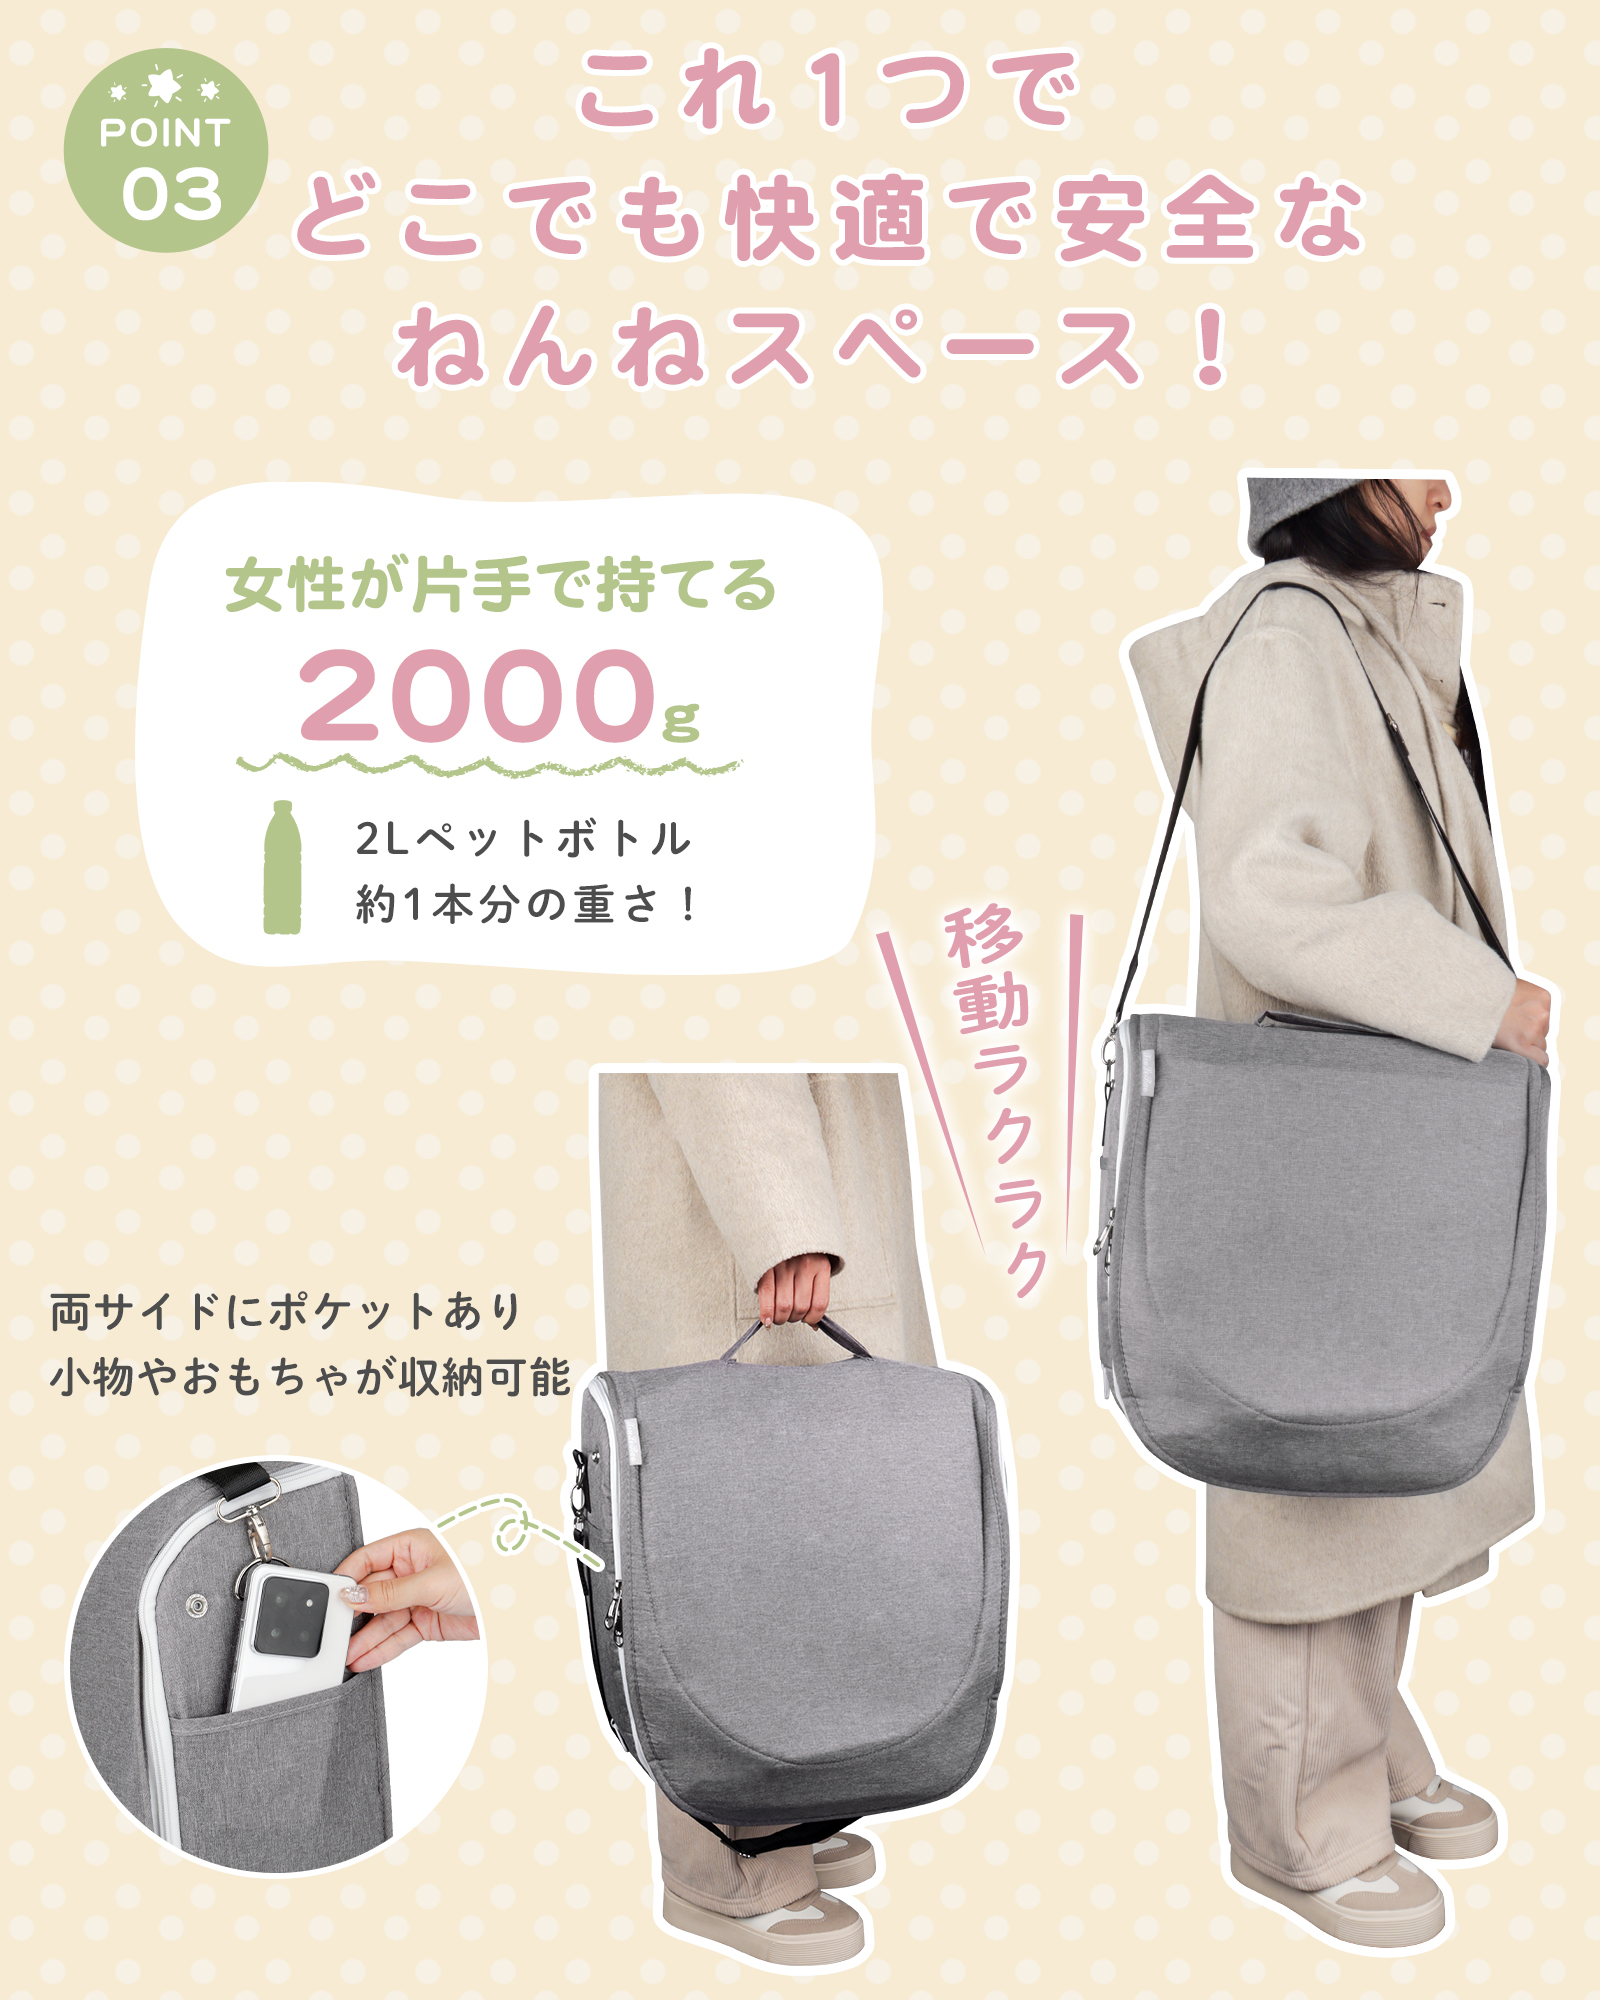 POINT
03
これ1つで
どこでも快適で安全な
ねんねスペース！
女性が片手で持てる
2000g
2Lペットボトル
約1本分の重さ！
移動ラクラク
両サイドにポケットあり
小物やおもちゃが収納可能